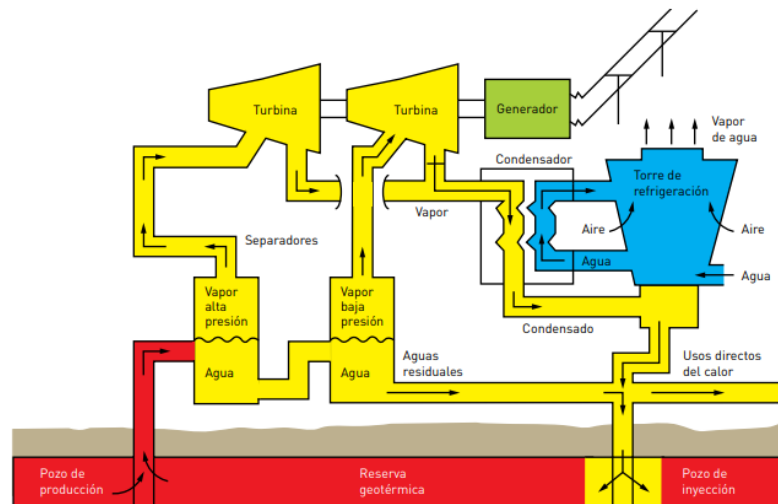 Turbina
Turbina
Generador
Vapor
de agua
Condensador
Torre de
refrigeración
Separadores
Vapor
Aire
Aire
Agua
Agua
Vapor
alta
presión
Vapor
baja
presión
Condensado
Agua
Agua
Aguas
residuales
Usos directos
del calor
Pozo de
producción
Reserva
geotérmica
Pozo de
inyección